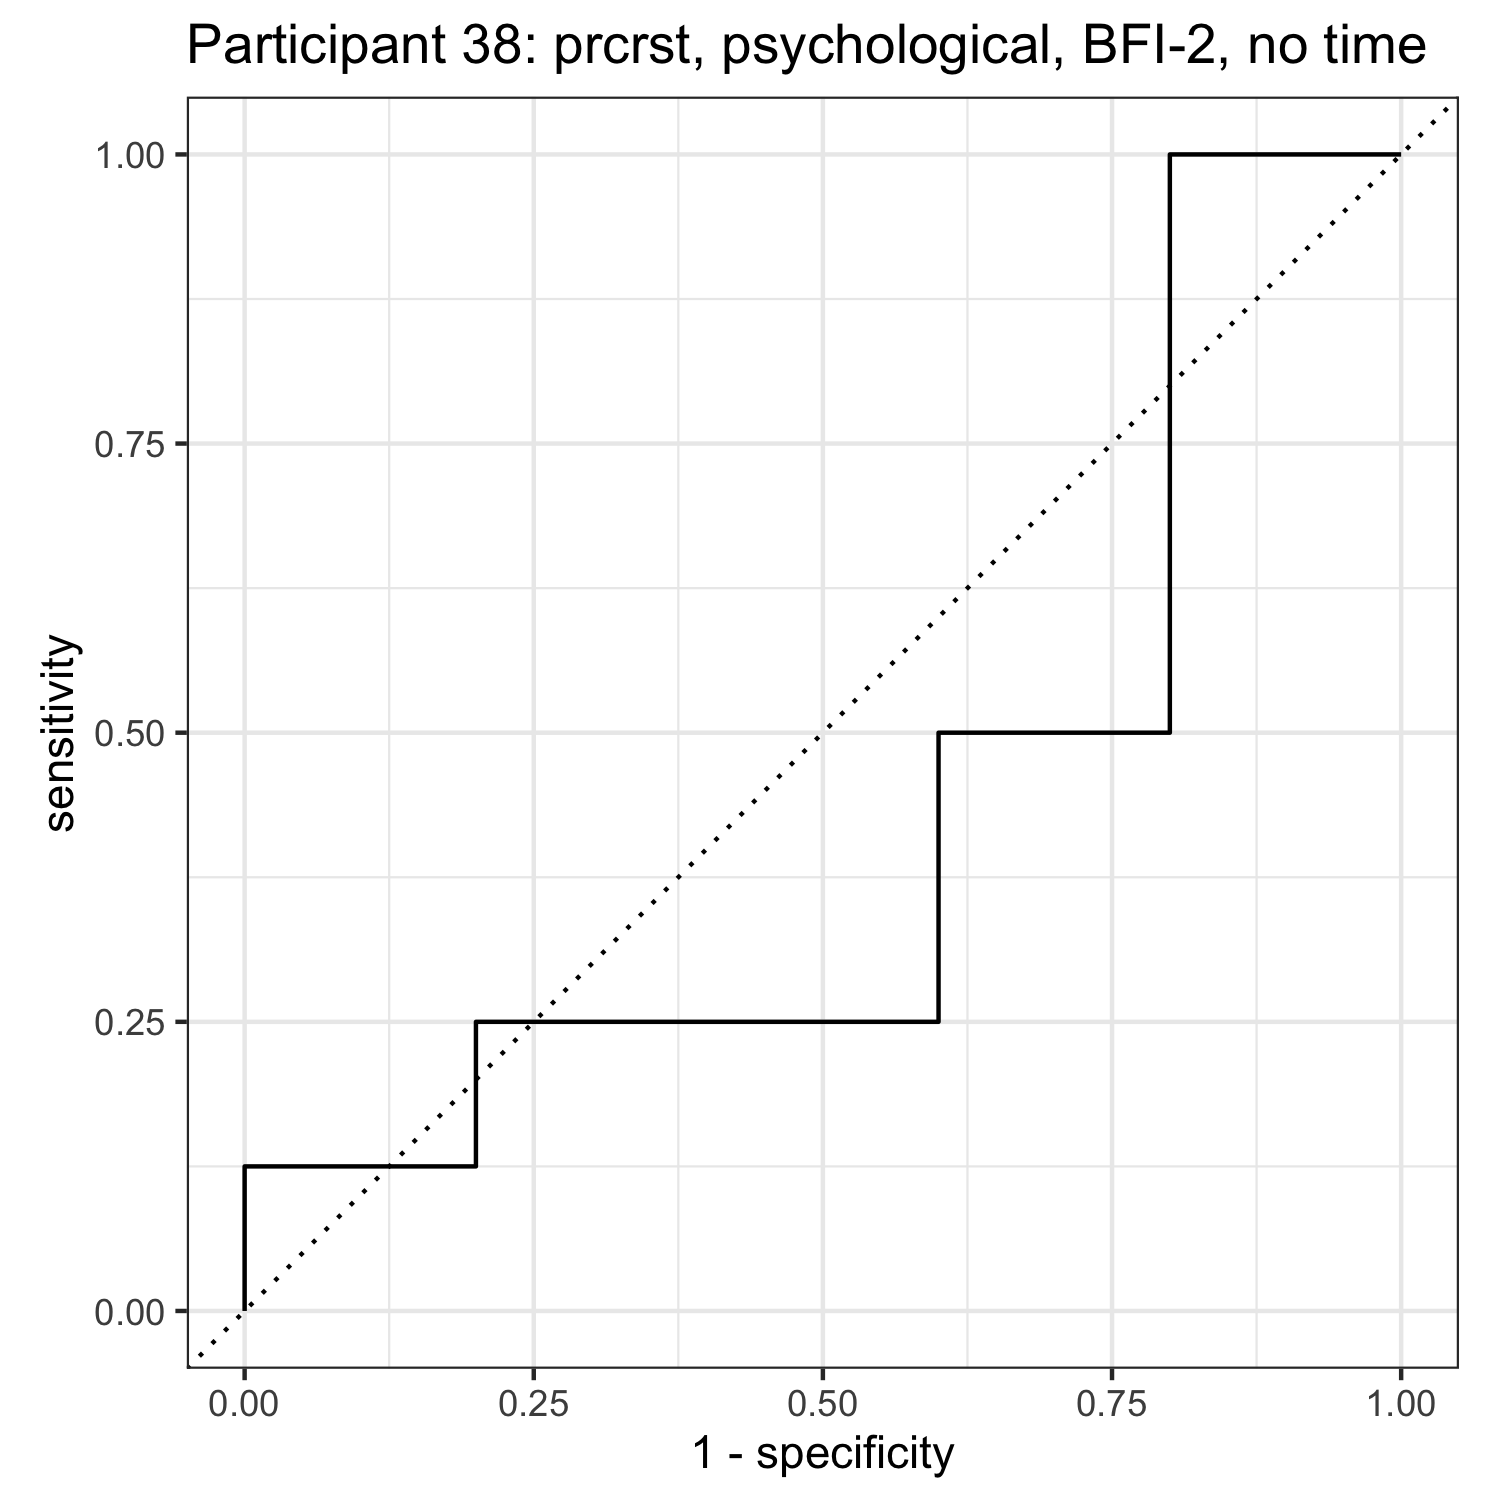 Participant 38: prcrst, psychological, BFI-2, no time
1.00
0.75
0.50
0.25
0.00
sensitivity
0.00 0.25 0.50 0.75 1.00
1 - specificity